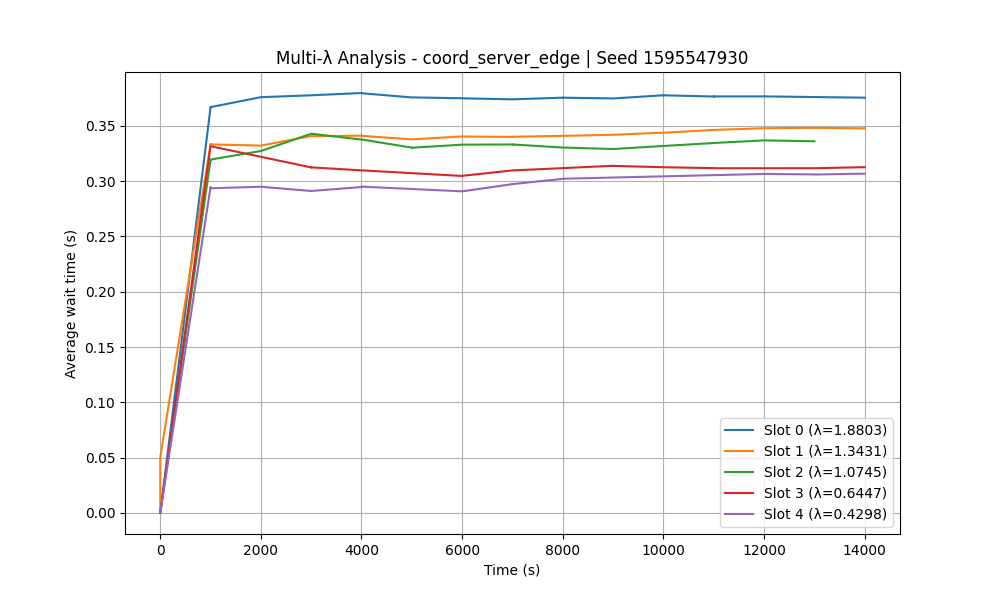 Multi-λ Analysis - coord_server_edge | Seed 1595547930
Average wait time (s)
0.35
0.30
0.25
0.20
0.15
0.10
0.05
0.00
Slot 0 (λ=1.8803)
Slot 1 (λ=1.3431)
Slot 2 (λ=1.0745)
Slot 3 (λ=0.6447)
Slot 4 (λ=0.4298)
0 2000 4000 6000 8000 10000 12000 14000
Time (s)